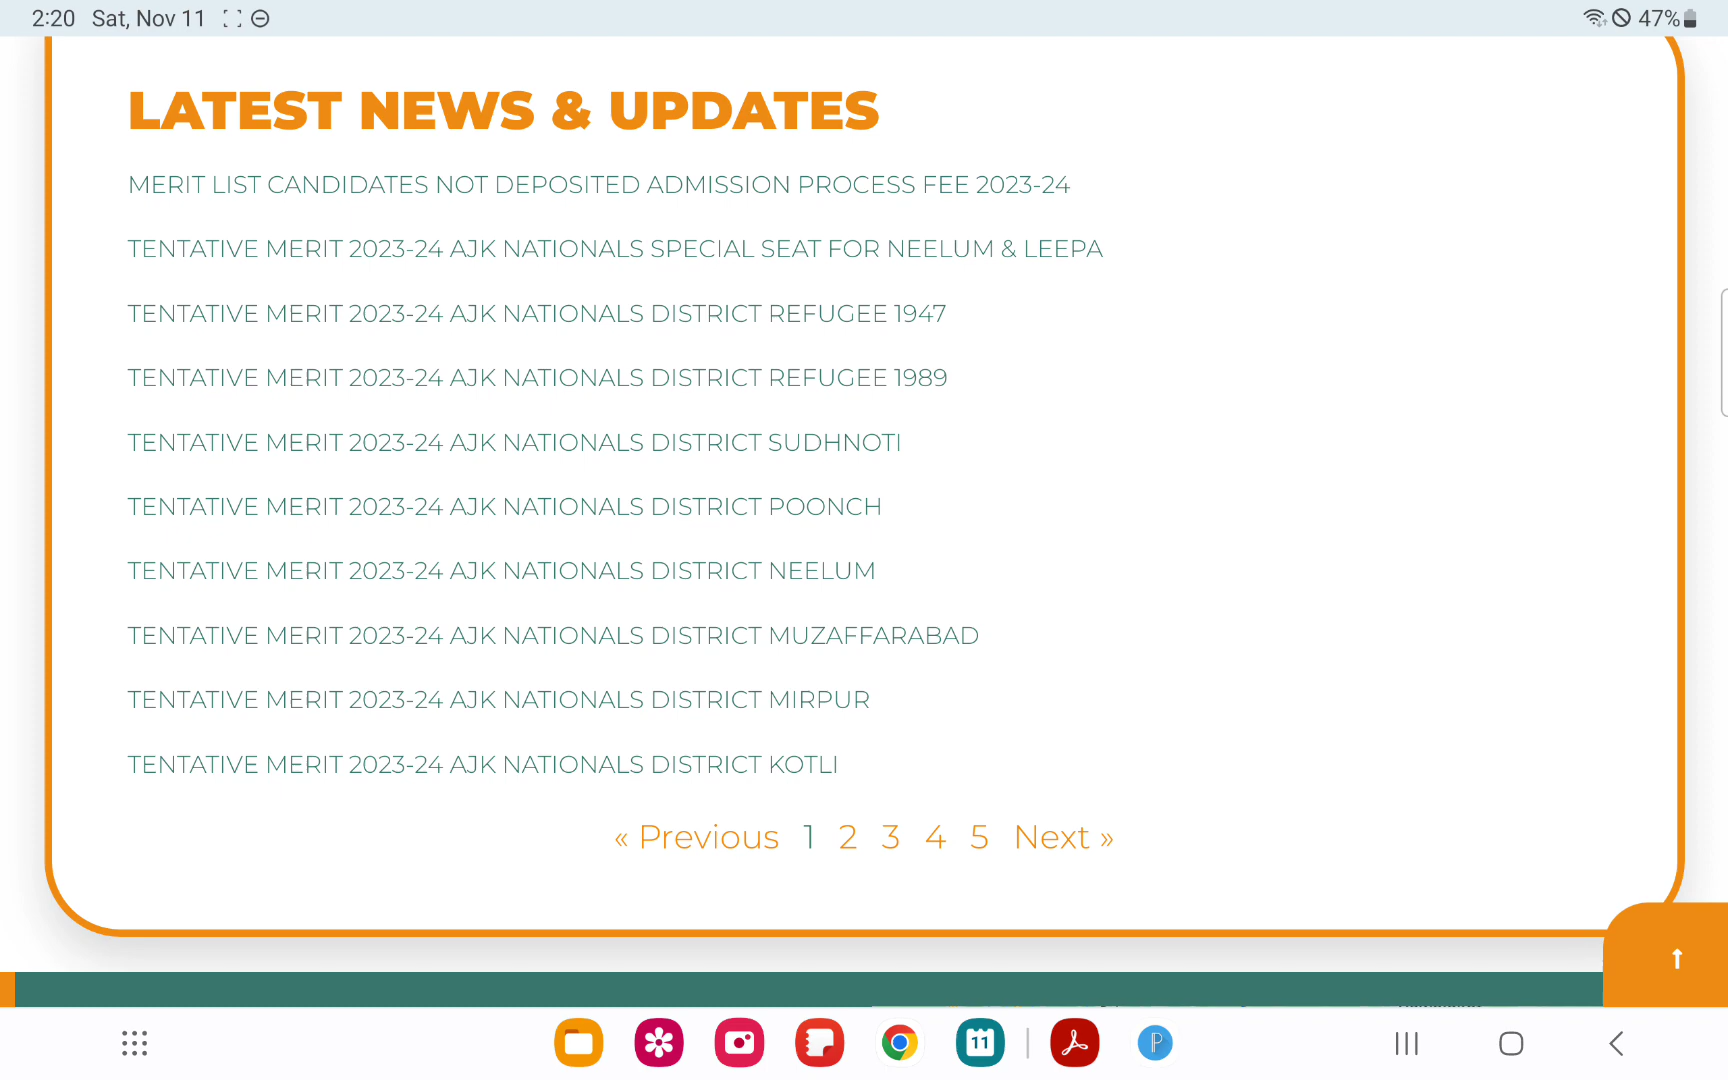 2:20 Sat, Nov 11
47%
LATEST NEWS & UPDATES
MERIT LIST CANDIDATES NOT DEPOSITED ADMISSION PROCESS FEE 2023-24
TENTATIVE MERIT 2023-24 AJK NATIONALS SPECIAL SEAT FOR NEELUM & LEEPA
TENTATIVE MERIT 2023-24 AJK NATIONALS DISTRICT REFUGEE 1947
TENTATIVE MERIT 2023-24 AJK NATIONALS DISTRICT REFUGEE 1989
TENTATIVE MERIT 2023-24 AJK NATIONALS DISTRICT SUDHNOTI
TENTATIVE MERIT 2023-24 AJK NATIONALS DISTRICT POONCH
TENTATIVE MERIT 2023-24 AJK NATIONALS DISTRICT NEELUM
TENTATIVE MERIT 2023-24 AJK NATIONALS DISTRICT MUZAFFARABAD
TENTATIVE MERIT 2023-24 AJK NATIONALS DISTRICT MIRPUR
TENTATIVE MERIT 2023-24 AJK NATIONALS DISTRICT KOTLI
« Previous 1 2 3 4 5 Next »
11
P